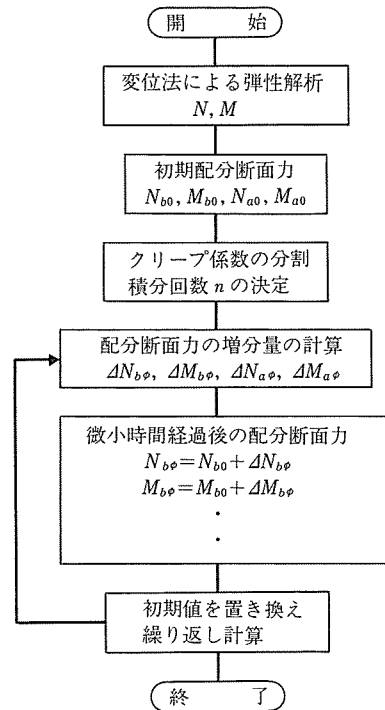 開 始
変位法による弾性解析
N, M
初期配分断面力
N_{b0}, M_{b0}, N_{a0}, M_{a0}
クリープ係数の分割
積分回数 n の決定
配分断面力の増分量の計算
ΔN_{bφ}, ΔM_{bφ}, ΔN_{aφ}, ΔM_{aφ}
微小時間経過後の配分断面力
N_{bφ}=N_{b0}+ΔN_{bφ}
M_{bφ}=M_{b0}+ΔM_{bφ}
・
・
初期値を置き換え
繰り返し計算
終 了